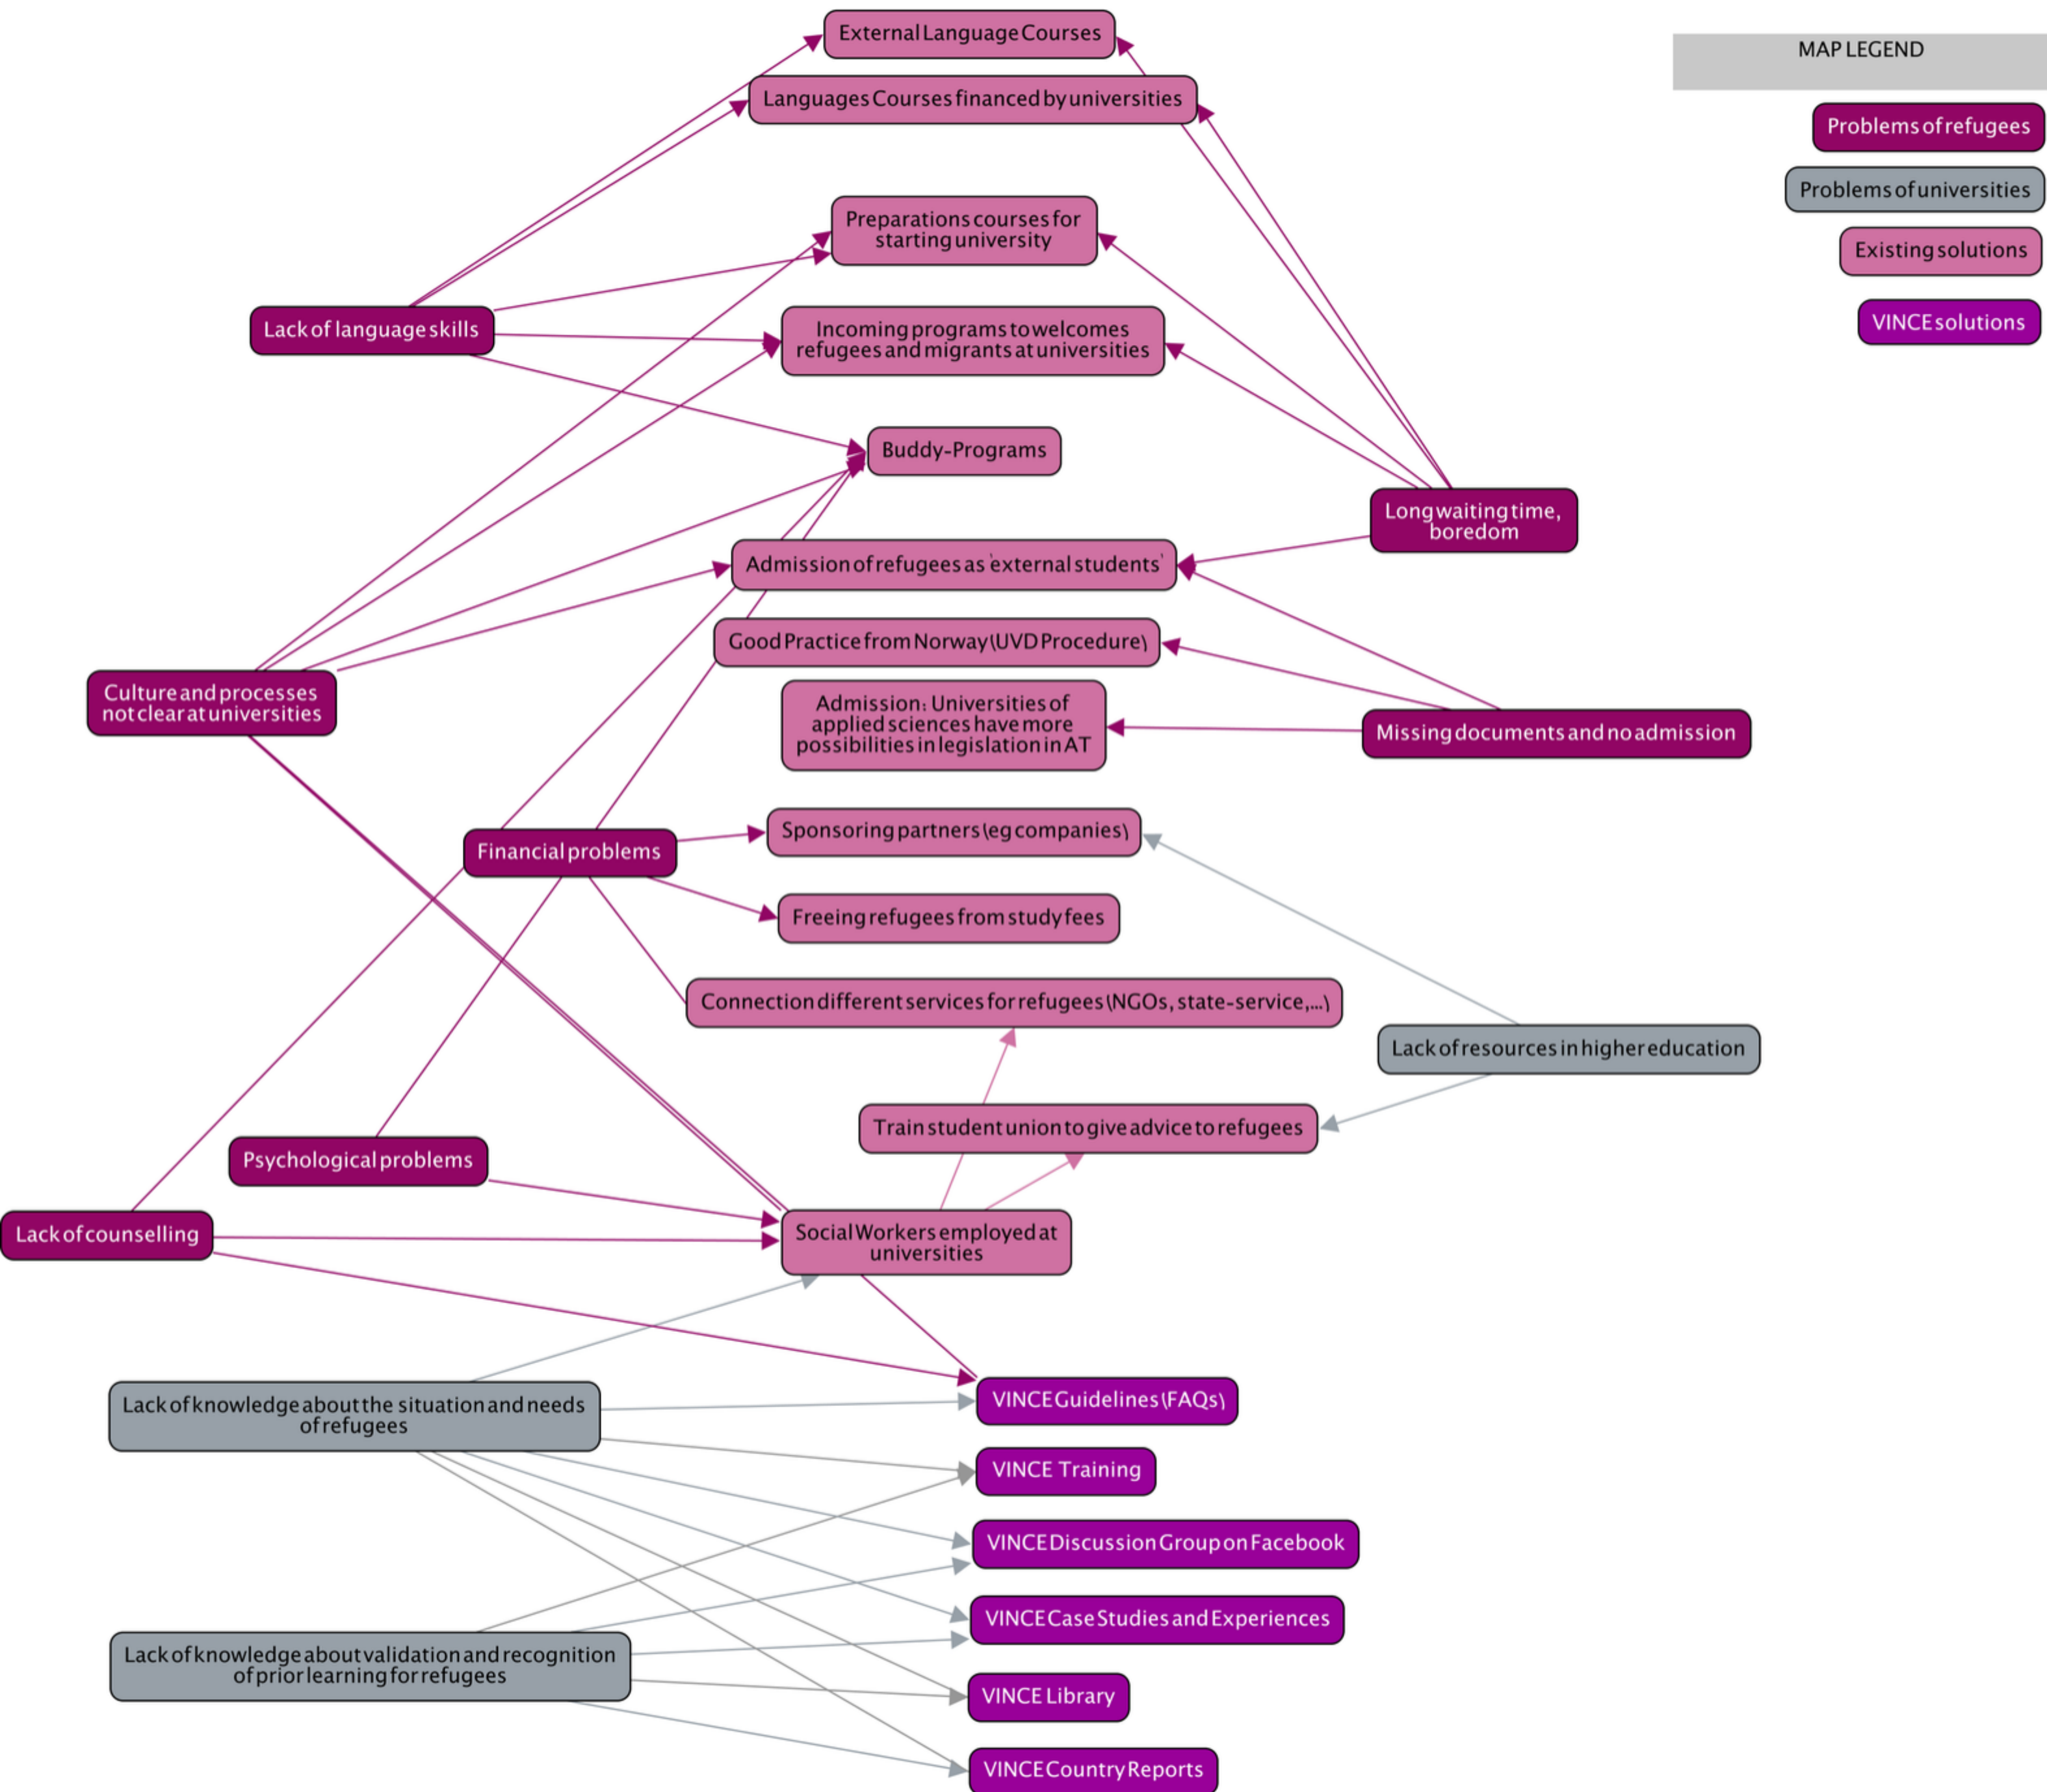 External Language Courses
Languages Courses financed by universities
Preparations courses for
starting university
Lack of language skills
Incoming programs to welcomes
refugees and migrants at universities
Buddy-Programs
Long waiting time,
boredom
Admission of refugees as 'external students'
Good Practice from Norway (UVD Procedure)
Culture and processes
not clear at universities
Admission: Universities of
applied sciences have more
possibilities in legislation in AT
Missing documents and no admission
Sponsoring partners (eg companies)
Financial problems
Freeing refugees from study fees
Connection different services for refugees (NGOs, state-service,...)
Lack of resources in higher education
Train student union to give advice to refugees
Psychological problems
Lack of counselling
Social Workers employed at
universities
Lack of knowledge about the situation and needs
of refugees
VINCE Guidelines (FAQs)
VINCE Training
VINCE Discussion Group on Facebook
VINCE Case Studies and Experiences
Lack of knowledge about validation and recognition
of prior learning for refugees
VINCE Library
VINCE Country Reports
MAP LEGEND
Problems of refugees
Problems of universities
Existing solutions
VINCE solutions